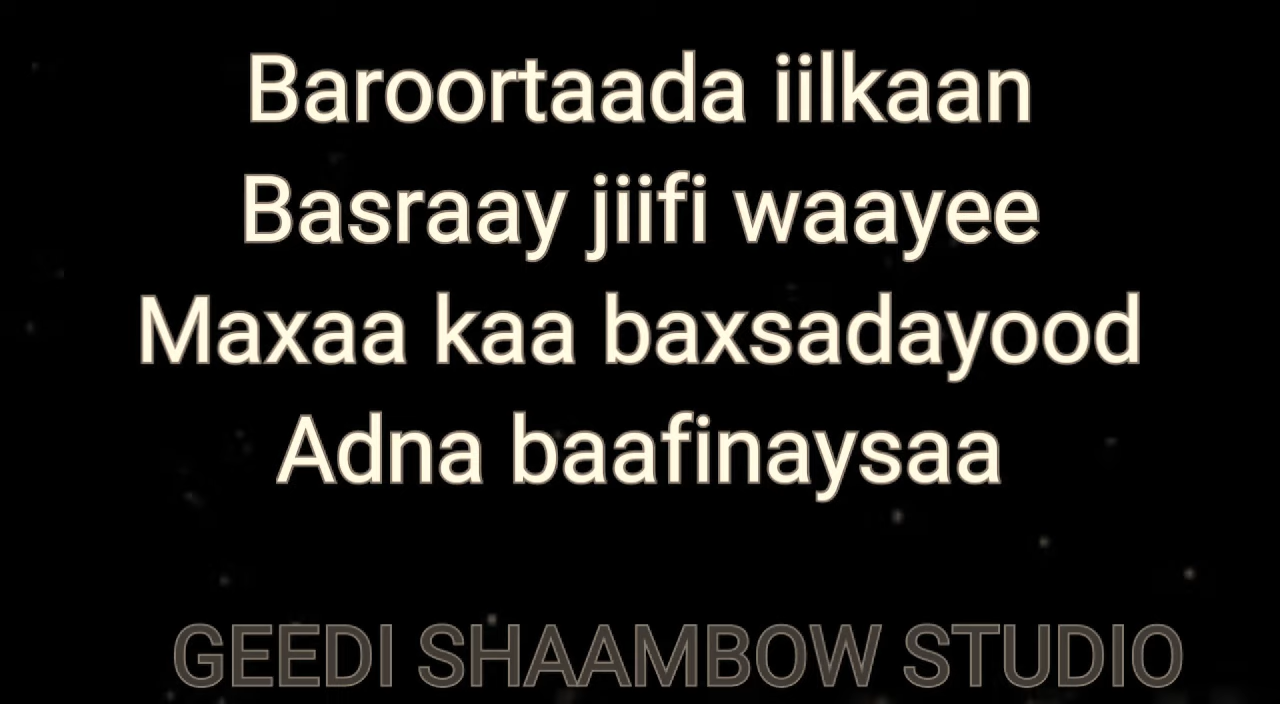 Baroortaada iilkaan
Basraay jiifi waayee
Maxaa kaa baxsadayood
Adna baafinaysaa
GEEDI SHAAMBOW STUDIO